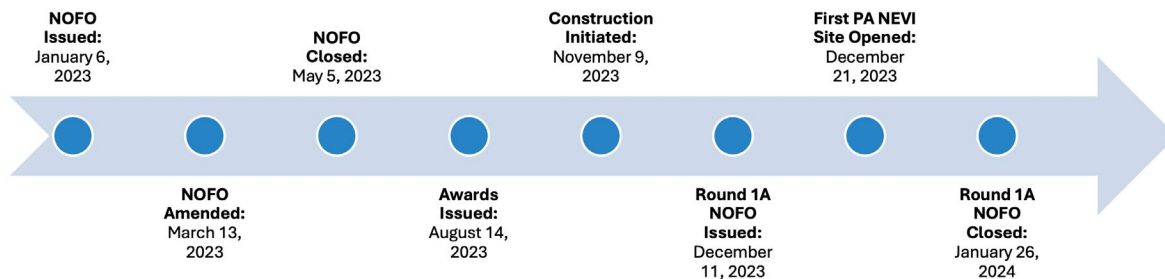 NOFO
Issued:
January 6,
2023
NOFO
Amended:
March 13,
2023
NOFO
Closed:
May 5, 2023
Awards
Issued:
August 14,
2023
Construction
Initiated:
November 9,
2023
Round 1A
NOFO
Issued:
December
11, 2023
First PA NEVI
Site Opened:
December
21, 2023
Round 1A
NOFO
Closed:
January 26,
2024